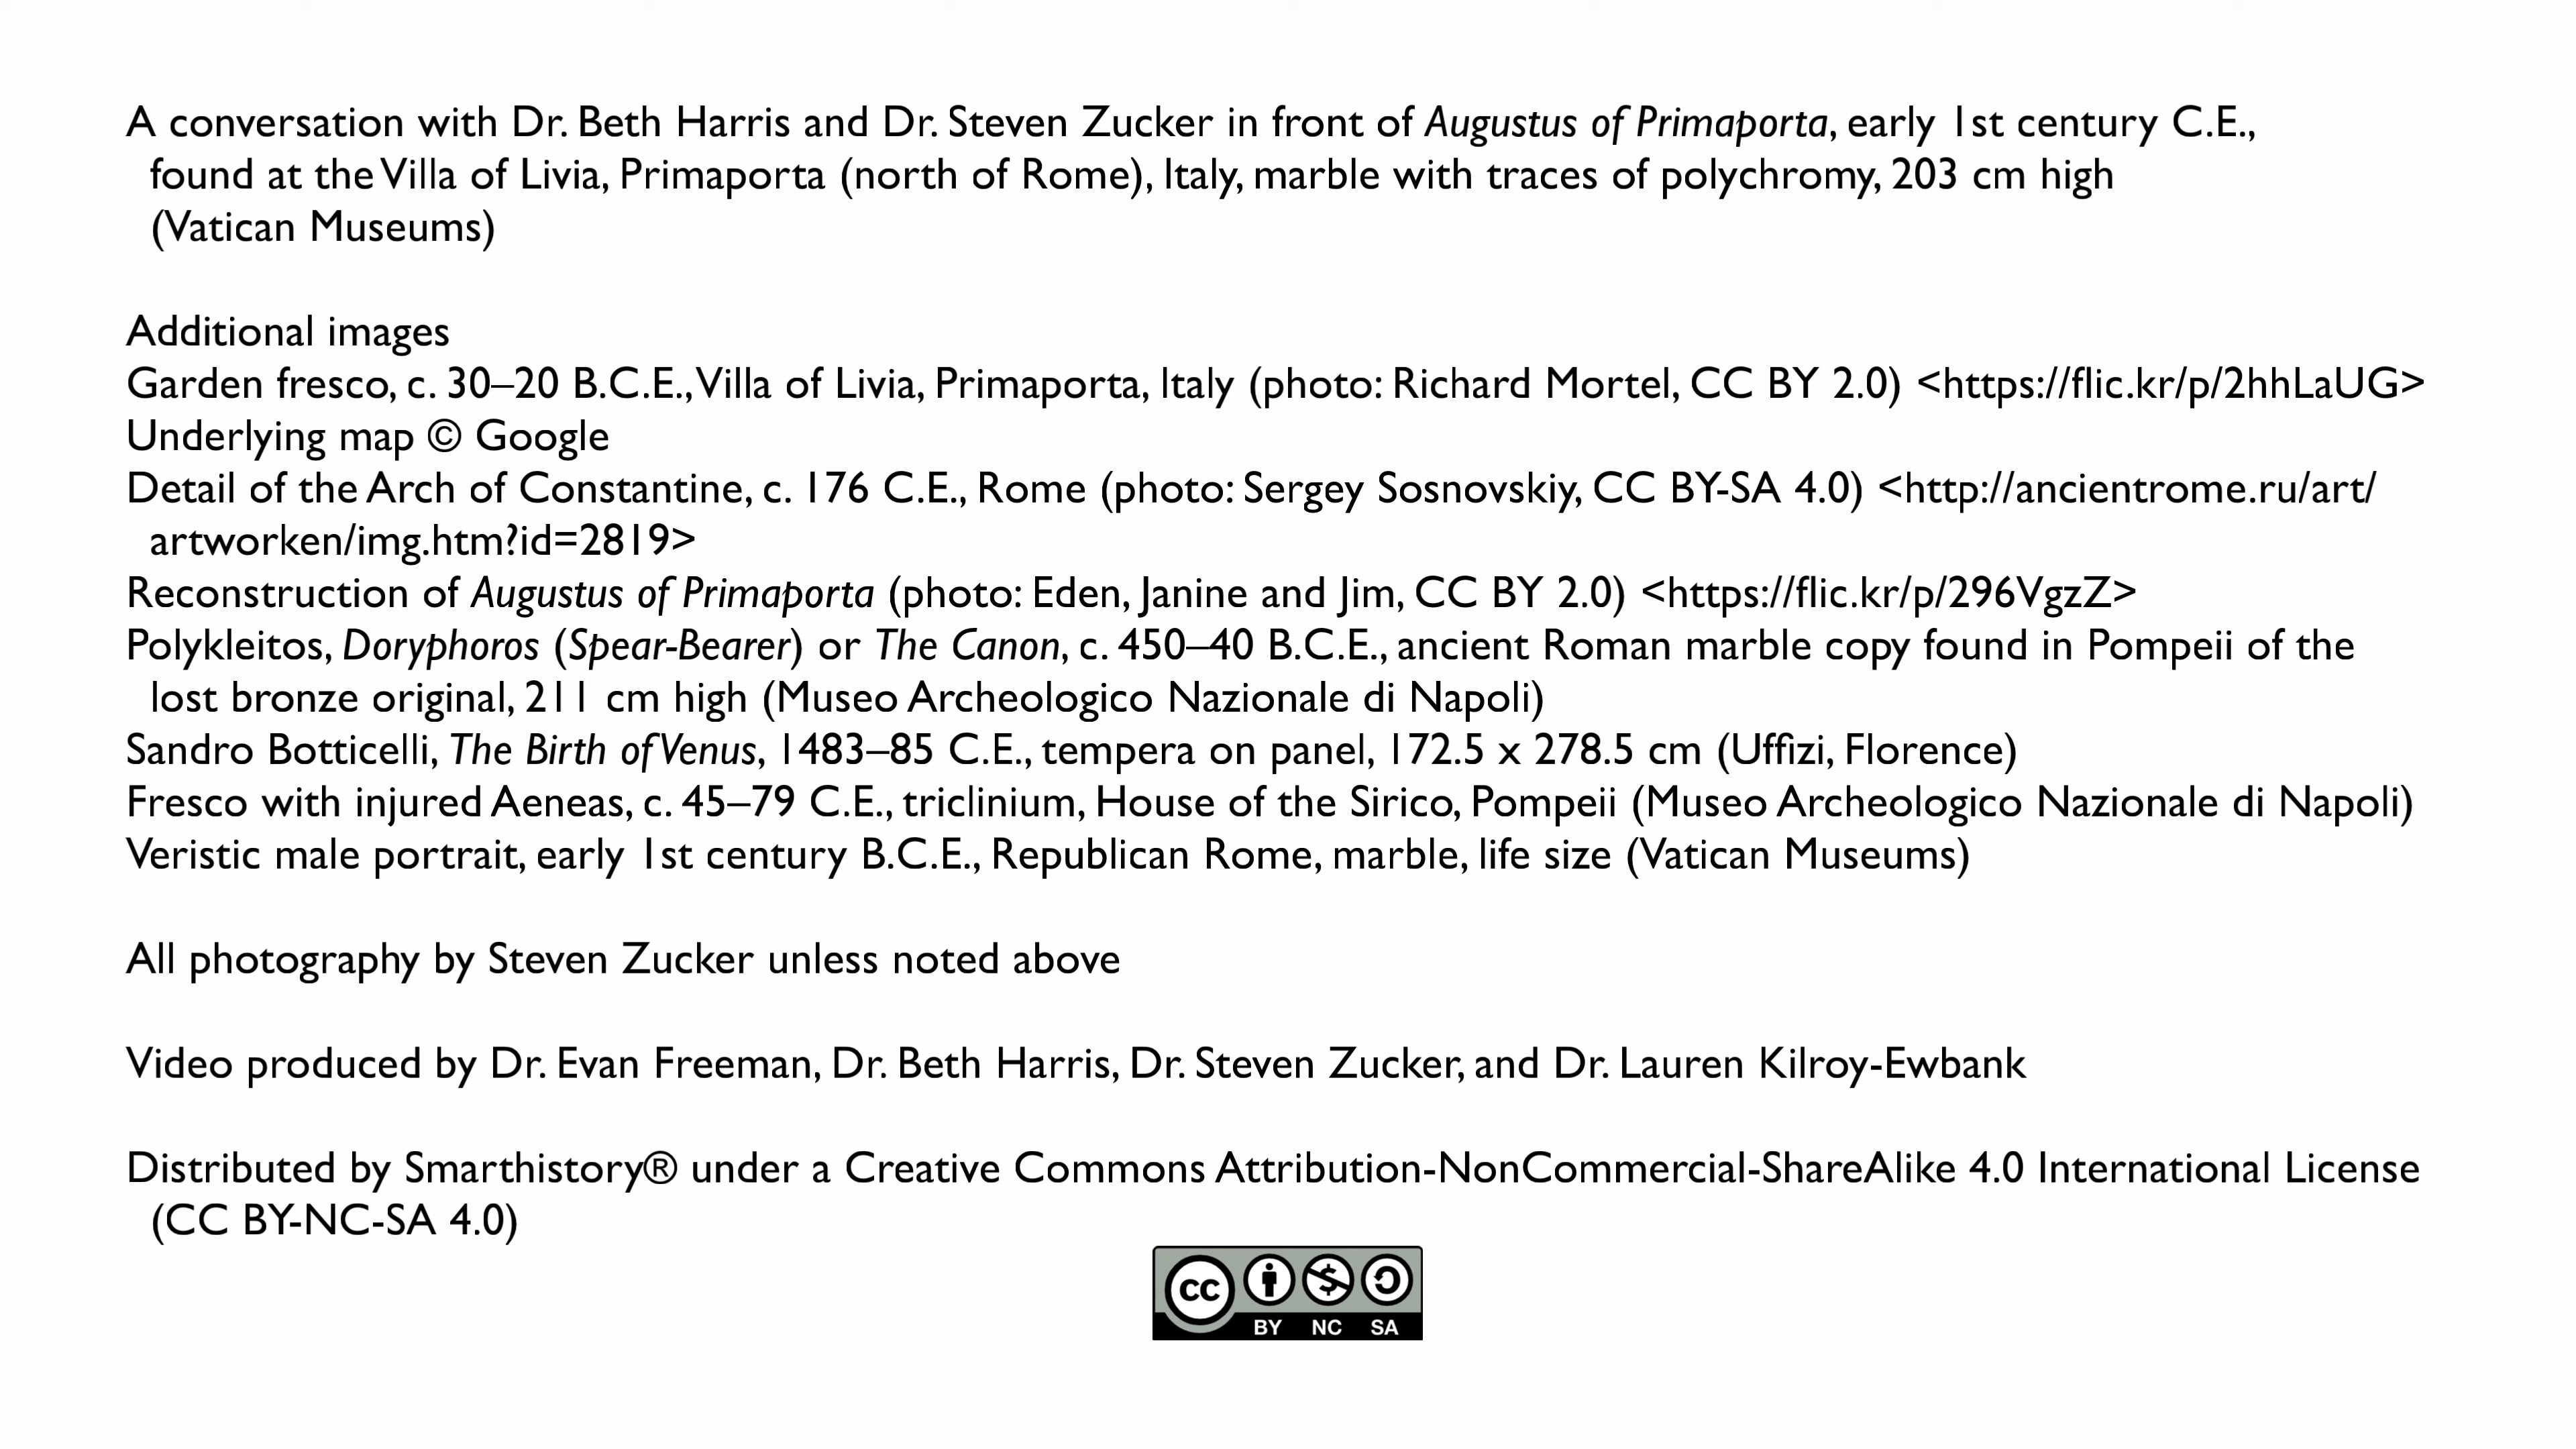 A conversation with Dr. Beth Harris and Dr. Steven Zucker in front of Augustus of Primaporta, early 1st century C.E.,
found at the Villa of Livia, Primaporta (north of Rome), Italy, marble with traces of polychromy, 203 cm high
(Vatican Museums)
Additional images
Garden fresco, c. 30–20 B.C.E., Villa of Livia, Primaporta, Italy (photo: Richard Mortel, CC BY 2.0) <https://flic.kr/p/2hhLaUG>
Underlying map © Google
Detail of the Arch of Constantine, c. 176 C.E., Rome (photo: Sergey Sosnovskiy, CC BY-SA 4.0) <http://ancientrome.ru/art/
artworken/img.htm?id=2819>
Reconstruction of Augustus of Primaporta (photo: Eden, Janine and Jim, CC BY 2.0) <https://flic.kr/p/296VgzZ>
Polykleitos, Doryphoros (Spear-Bearer) or The Canon, c. 450–40 B.C.E., ancient Roman marble copy found in Pompeii of the
lost bronze original, 211 cm high (Museo Archeologico Nazionale di Napoli)
Sandro Botticelli, The Birth of Venus, 1483–85 C.E., tempera on panel, 172.5 x 278.5 cm (Uffizi, Florence)
Fresco with injured Aeneas, c. 45–79 C.E., triclinium, House of the Sirico, Pompeii (Museo Archeologico Nazionale di Napoli)
Veristic male portrait, early 1st century B.C.E., Republican Rome, marble, life size (Vatican Museums)
All photography by Steven Zucker unless noted above
Video produced by Dr. Evan Freeman, Dr. Beth Harris, Dr. Steven Zucker, and Dr. Lauren Kilroy-Ewbank
Distributed by Smarthistory® under a Creative Commons Attribution-NonCommercial-ShareAlike 4.0 International License
(CC BY-NC-SA 4.0)
CC
BY NC SA